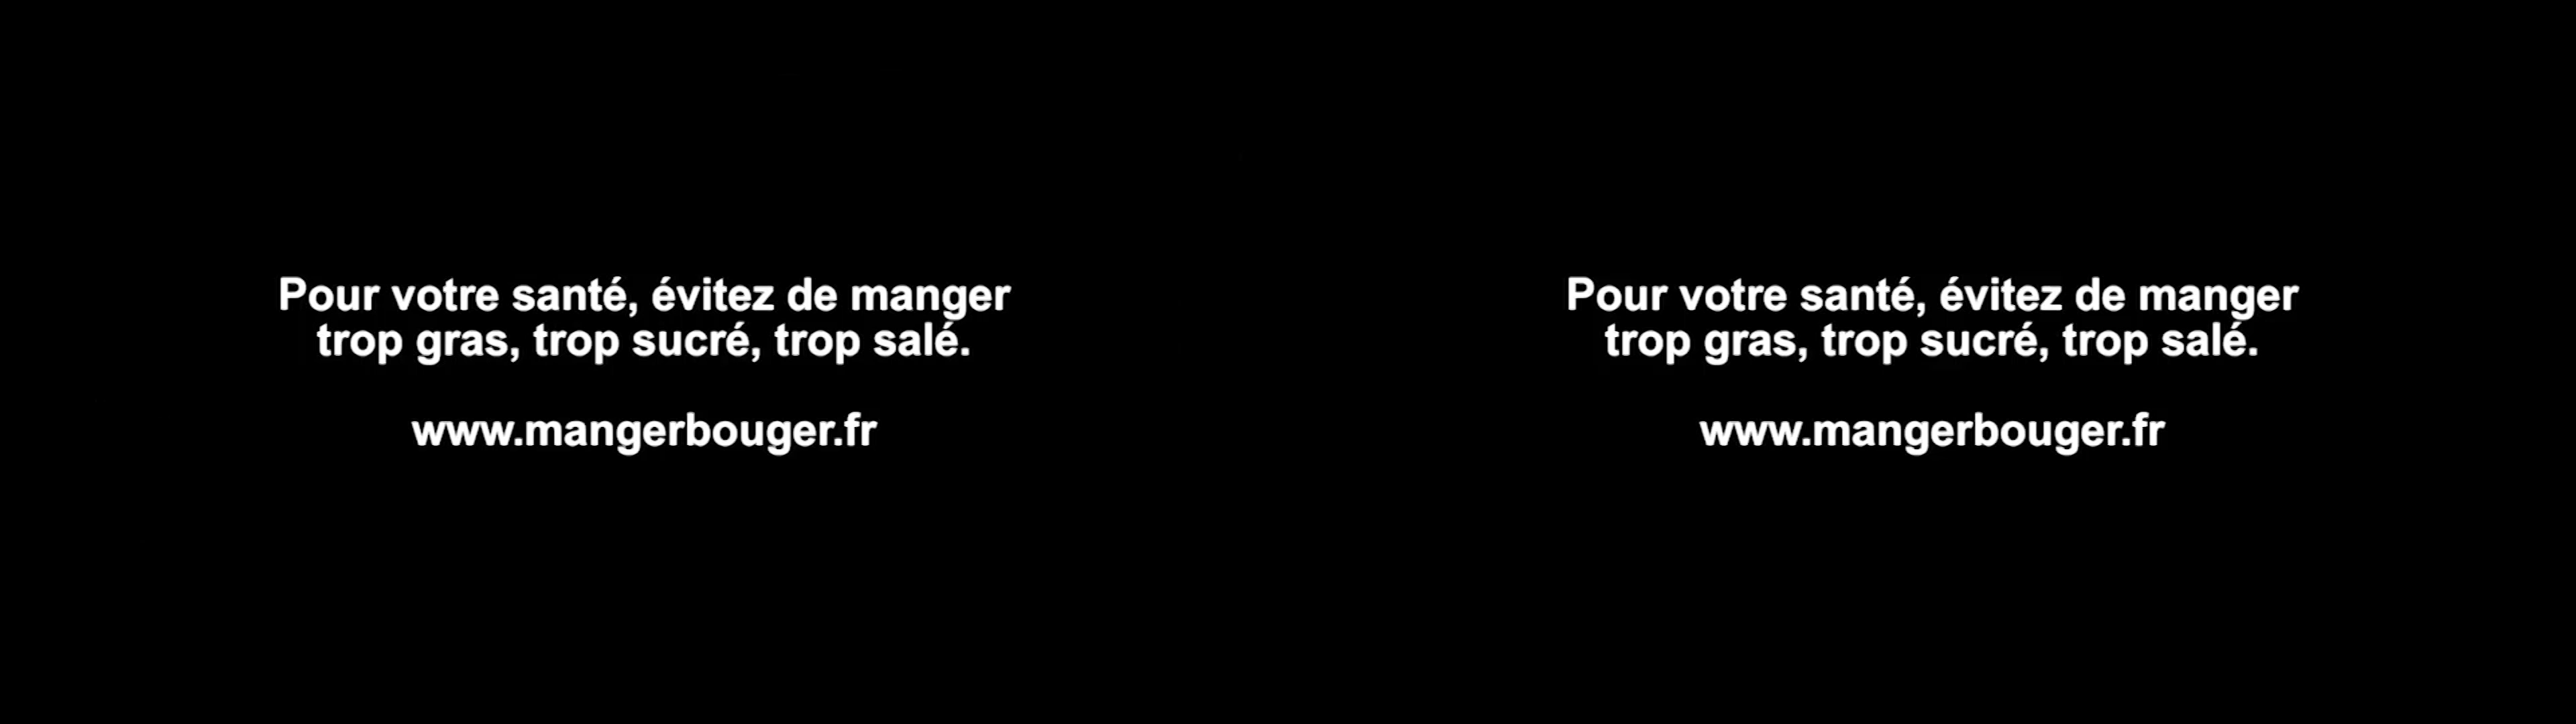 Pour votre santé, évitez de manger
trop gras, trop sucré, trop salé.
www.mangerbouger.fr
Pour votre santé, évitez de manger
trop gras, trop sucré, trop salé.
www.mangerbouger.fr